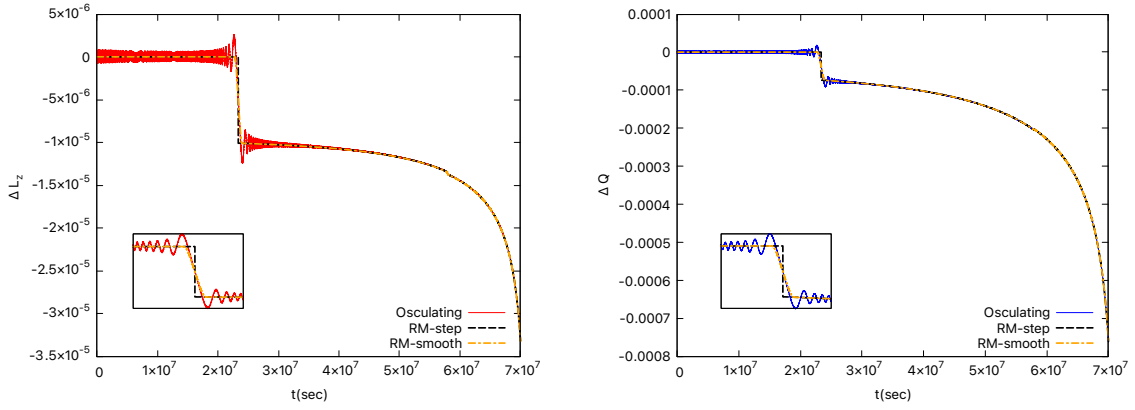 5×10⁻⁶
0
-5×10⁻⁶
-1×10⁻⁵
-1.5×10⁻⁵
-2×10⁻⁵
-2.5×10⁻⁵
-3×10⁻⁵
-3.5×10⁻⁵
Δ L_z
Osculating
RM-step
RM-smooth
0 1×10⁷ 2×10⁷ 3×10⁷ 4×10⁷ 5×10⁷ 6×10⁷ 7×10⁷
t(sec)
0.0001
0
-0.0001
-0.0002
-0.0003
-0.0004
-0.0005
-0.0006
-0.0007
-0.0008
Δ Q
Osculating
RM-step
RM-smooth
0 1×10⁷ 2×10⁷ 3×10⁷ 4×10⁷ 5×10⁷ 6×10⁷ 7×10⁷
t(sec)